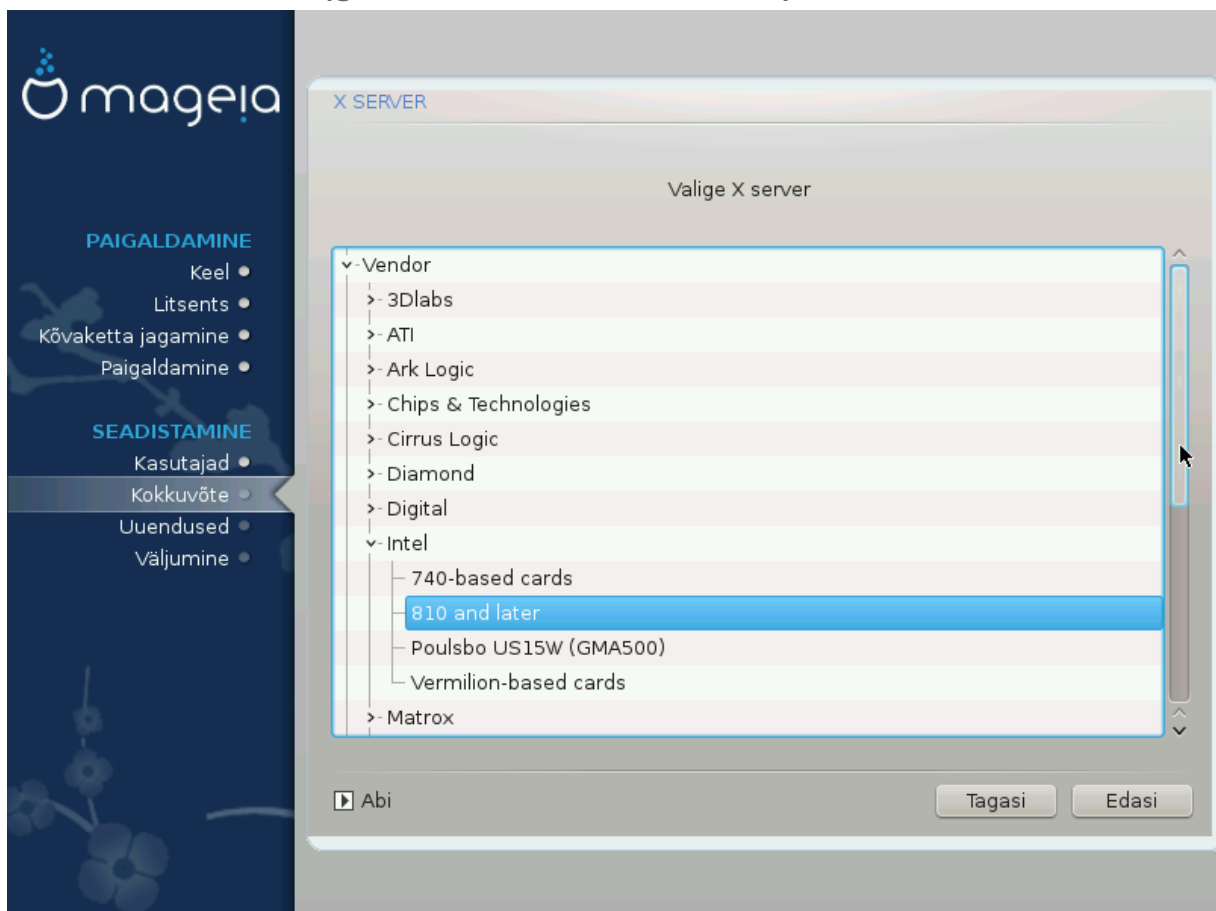 mageia
PAIGALDAMINE
Keel
Litsents
Kõvaketta jagamine
Paigaldamine
SEADISTAMINE
Kasutajad
Kokkuvõte
Uuendused
Väljumine
X SERVER
Valige X server
Vendor
3Dlabs
ATI
Ark Logic
Chips & Technologies
Cirrus Logic
Diamond
Digital
Intel
740-based cards
810 and later
Poulsbo US15W (GMA500)
Vermilion-based cards
Matrox
Abi
Tagasi
Edasi